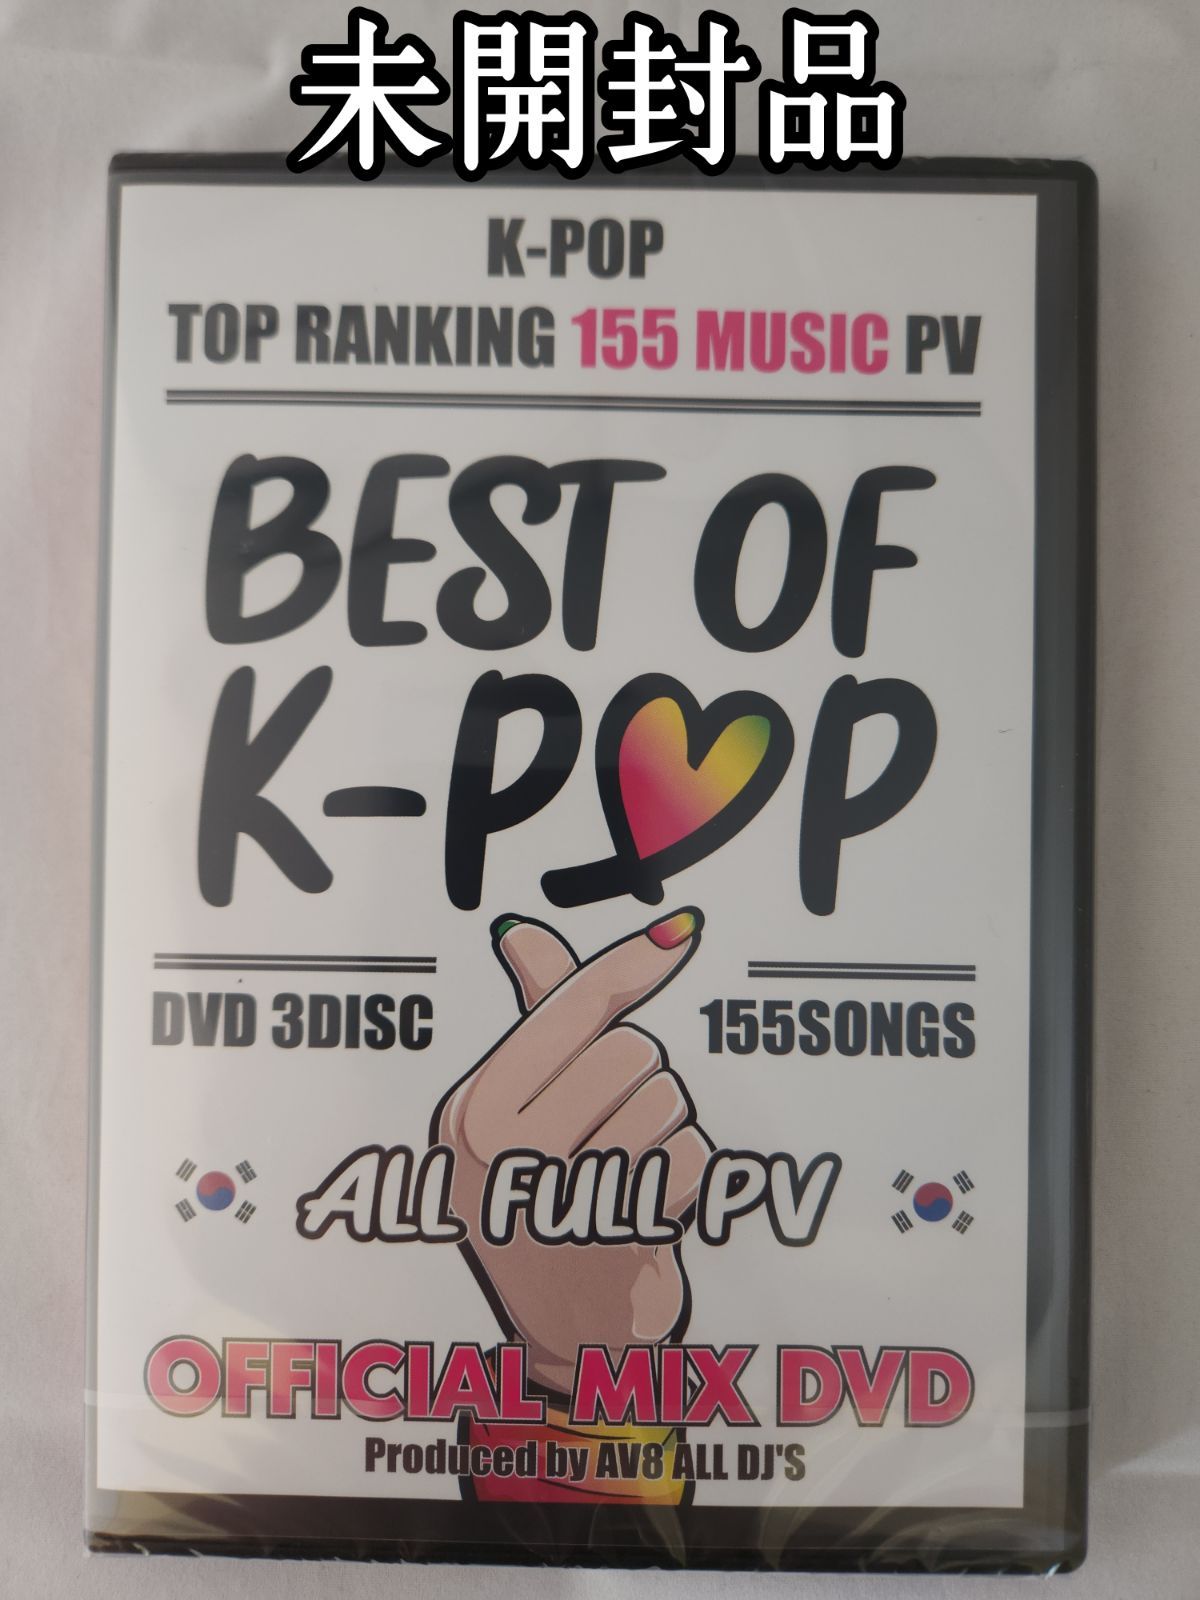 未開封品
K-POP
TOP RANKING 155 MUSIC PV
BEST OF
K-POP
DVD 3DISC
155SONGS
ALL FULL PV
OFFICIAL MIX DVD
Produced by AV8 ALL DJ'S